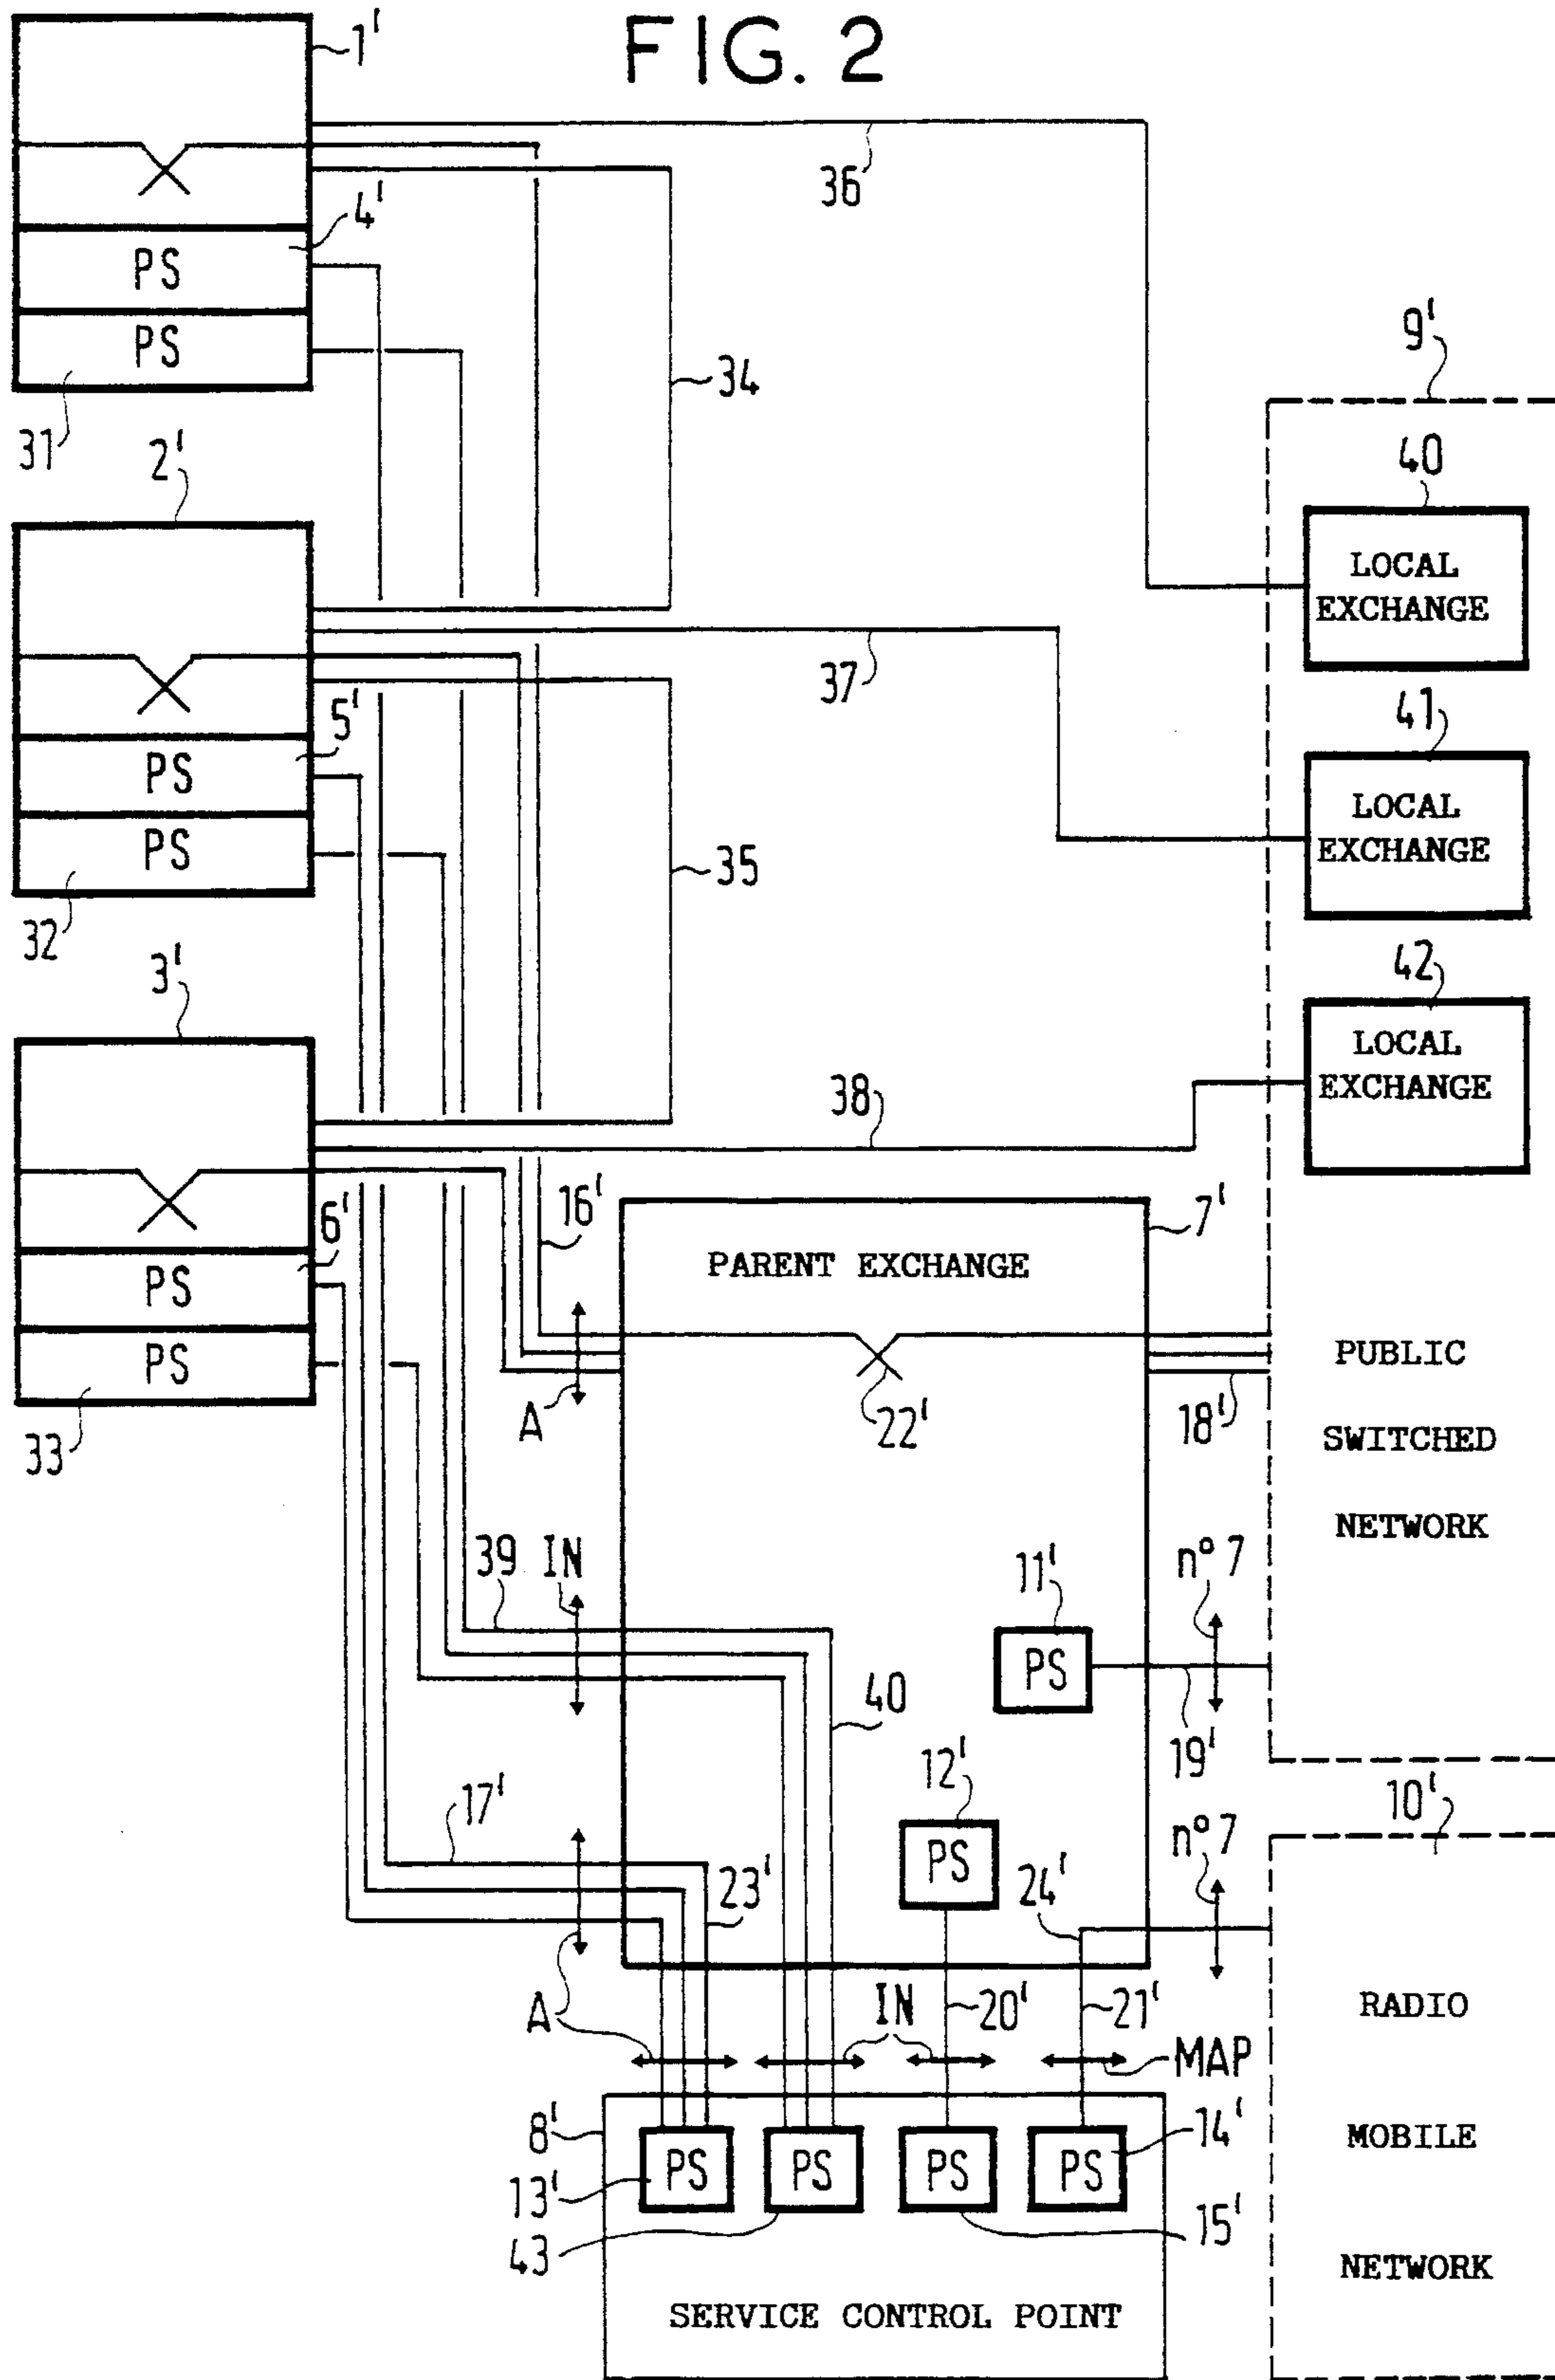 FIG. 2
1'
36
4'
PS
PS
31
34
9'
2'
40
LOCAL
EXCHANGE
37
5'
41
PS
LOCAL
EXCHANGE
PS
35
32
3'
42
LOCAL
EXCHANGE
38
6'
16'
7'
PARENT EXCHANGE
PS
PS
33
A
22'
18'
PUBLIC
SWITCHED
NETWORK
39
IN
11'
n° 7
PS
40
19'
12'
10'
17'
PS
n° 7
23'
24'
A
IN
20'
21'
RADIO
MAP
8'
14'
PS
PS
PS
PS
MOBILE
13'
15'
43
NETWORK
SERVICE CONTROL POINT